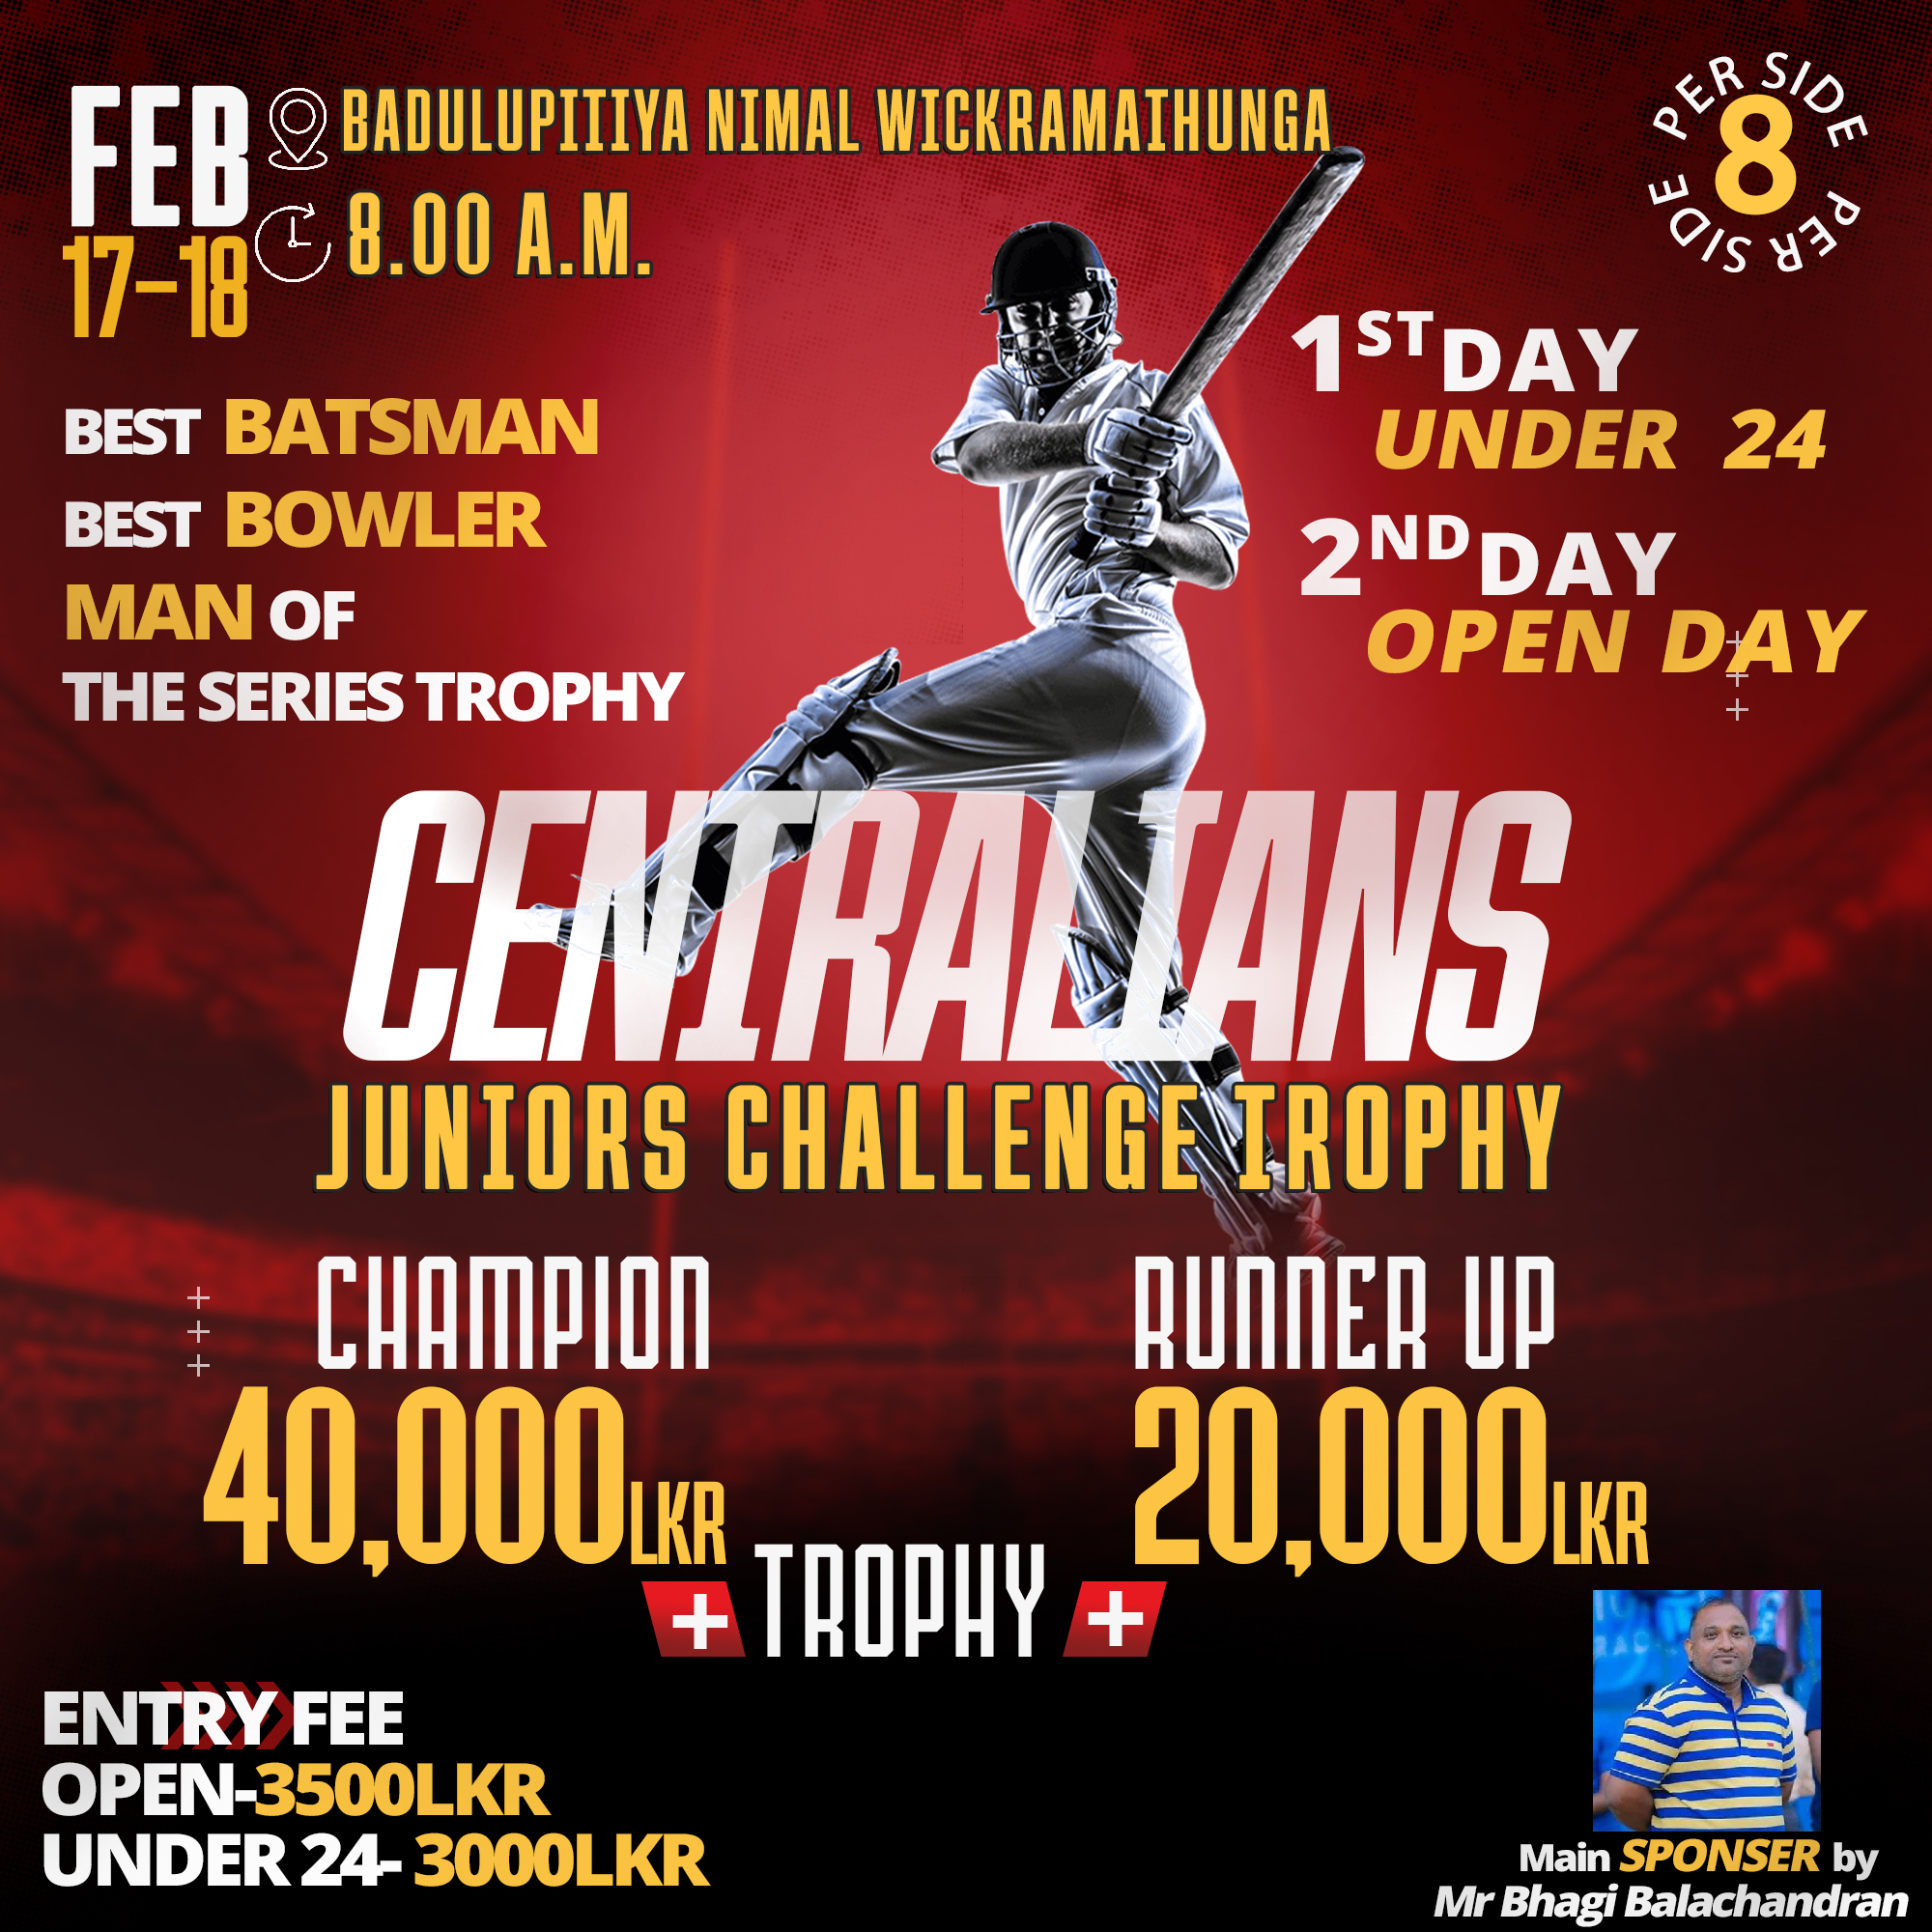 FEB
17-18
BADULUPITIYA NIMAL WICKRAMATHUNGA
8.00 A.M.
PER SIDE
8
PER SIDE
1ST DAY
UNDER 24
2ND DAY
OPEN DAY
BEST BATSMAN
BEST BOWLER
MAN OF
THE SERIES TROPHY
CENTRALIANS
JUNIORS CHALLENGE TROPHY
CHAMPION
40,000LKR
RUNNER UP
20,000LKR
+ TROPHY +
ENTRY FEE
OPEN-3500LKR
UNDER 24- 3000LKR
Main SPONSER by
Mr Bhagi Balachandran